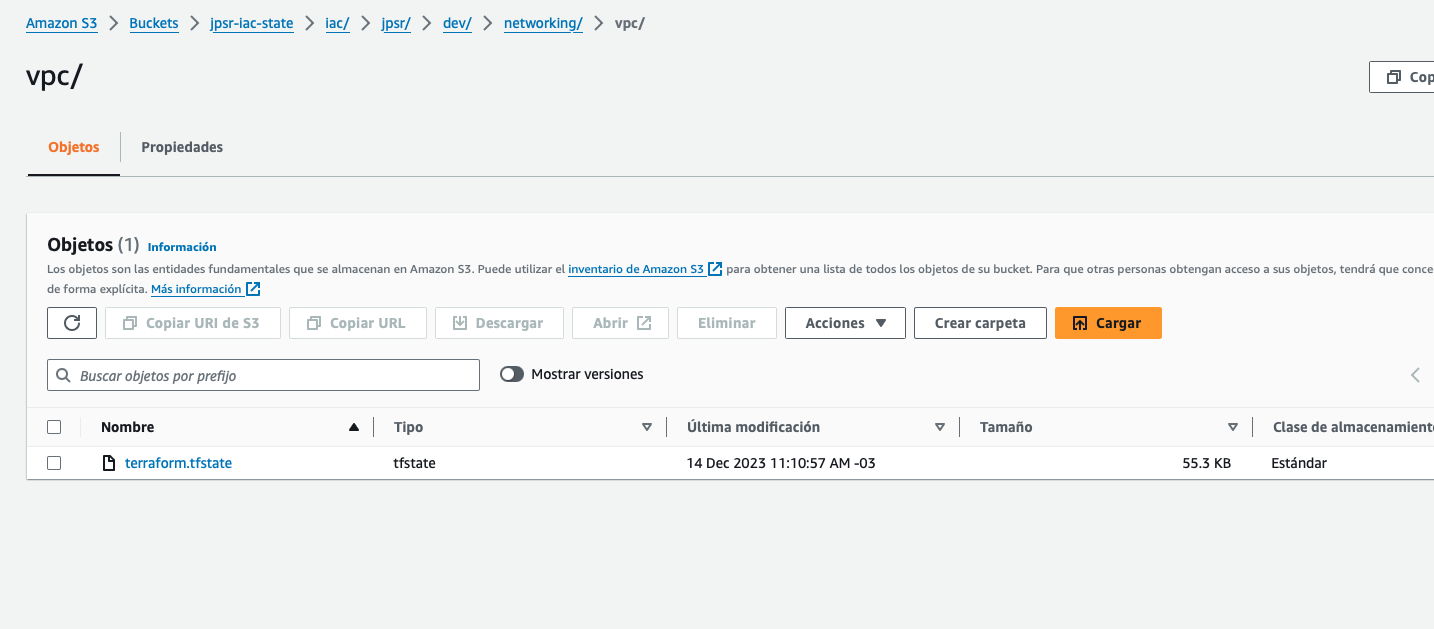 Amazon S3 > Buckets > jpsr-iac-state > iac/ > jpsr/ > dev/ > networking/ > vpc/
vpc/
Objetos Propiedades
Objetos (1) Información
Los objetos son las entidades fundamentales que se almacenan en Amazon S3. Puede utilizar el inventario de Amazon S3 para obtener una lista de todos los objetos de su bucket. Para que otras personas obtengan acceso a sus objetos, tendrá que
de forma explícita. Más información
Copiar URI de S3 Copiar URL Descargar Abrir Eliminar Acciones Crear carpeta Cargar
Buscar objetos por prefijo Mostrar versiones
Nombre Tipo Última modificación Tamaño Clase de almacenamiento
terraform.tfstate tfstate 14 Dec 2023 11:10:57 AM -03 55.3 KB Estándar